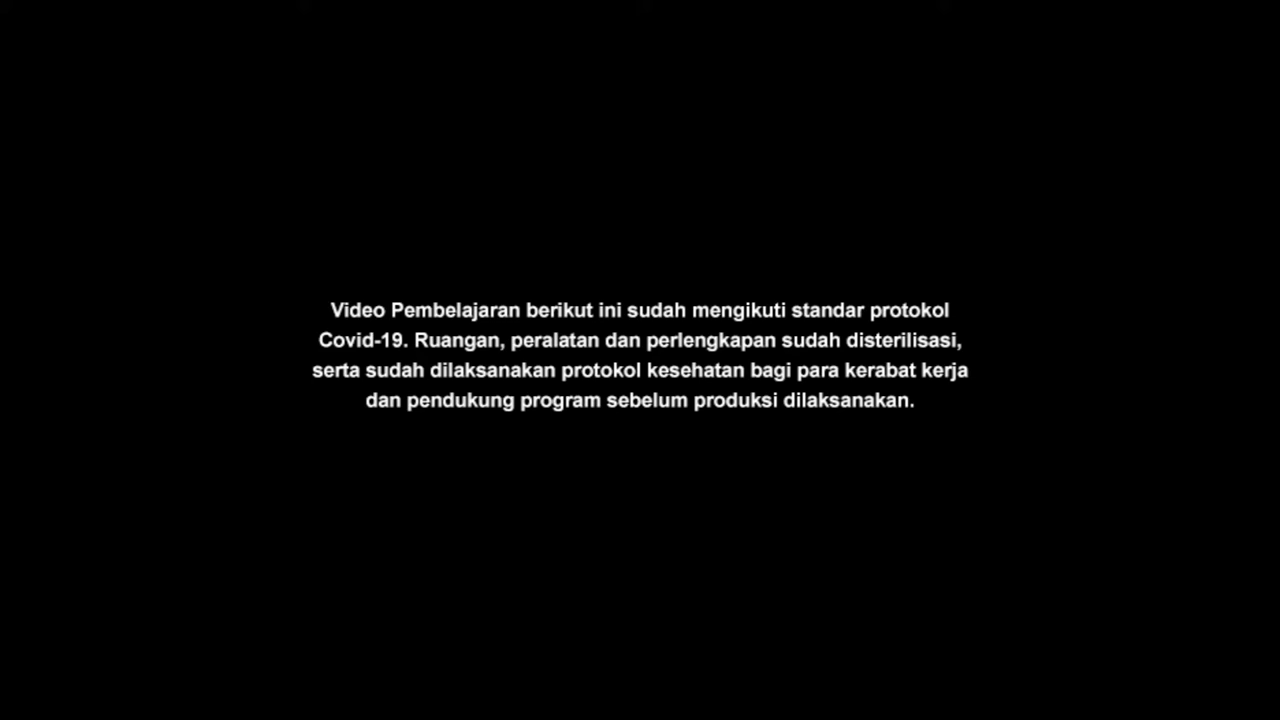 Video Pembelajaran berikut ini sudah mengikuti standar protokol
Covid-19. Ruangan, peralatan dan perlengkapan sudah disterilisasi,
serta sudah dilaksanakan protokol kesehatan bagi para kerabat kerja
dan pendukung program sebelum produksi dilaksanakan.